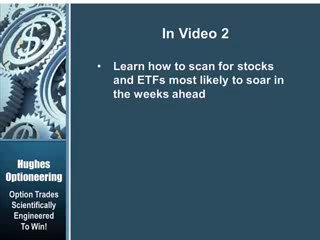 In Video 2
• Learn how to scan for stocks
and ETFs most likely to soar in
the weeks ahead
Hughes
Optioneering
Option Trades
Scientifically
Engineered
To Win!